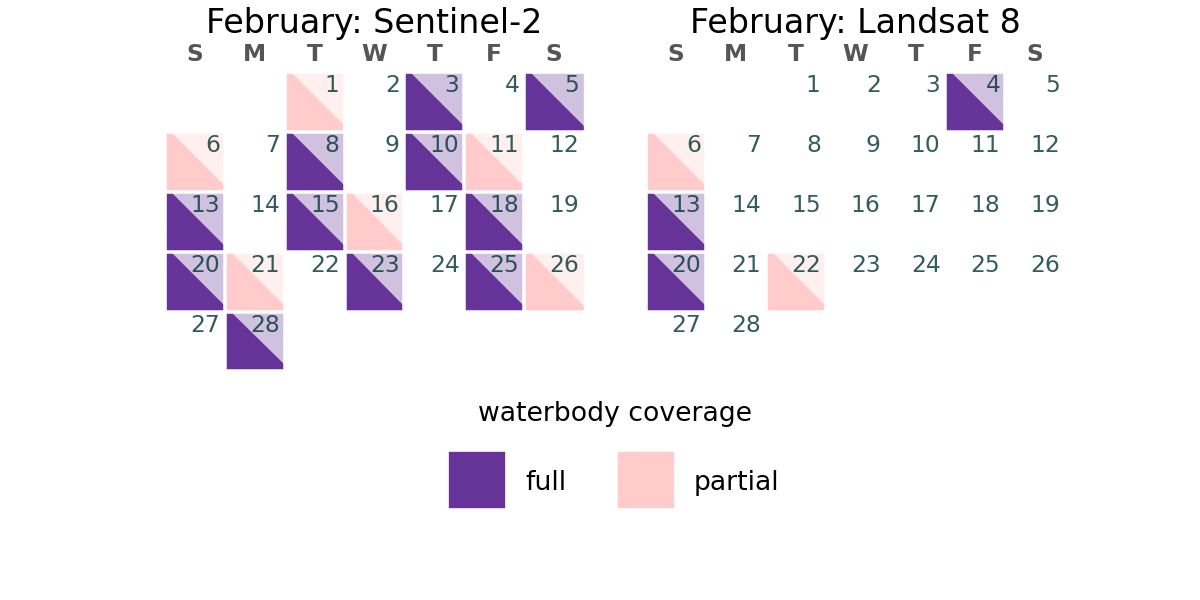 February: Sentinel-2
S M T W T F S
1 2 3 4 5
6 7 8 9 10 11 12
13 14 15 16 17 18 19
20 21 22 23 24 25 26
27 28
February: Landsat 8
S M T W T F S
1 2 3 4 5
6 7 8 9 10 11 12
13 14 15 16 17 18 19
20 21 22 23 24 25 26
27 28
waterbody coverage
full partial